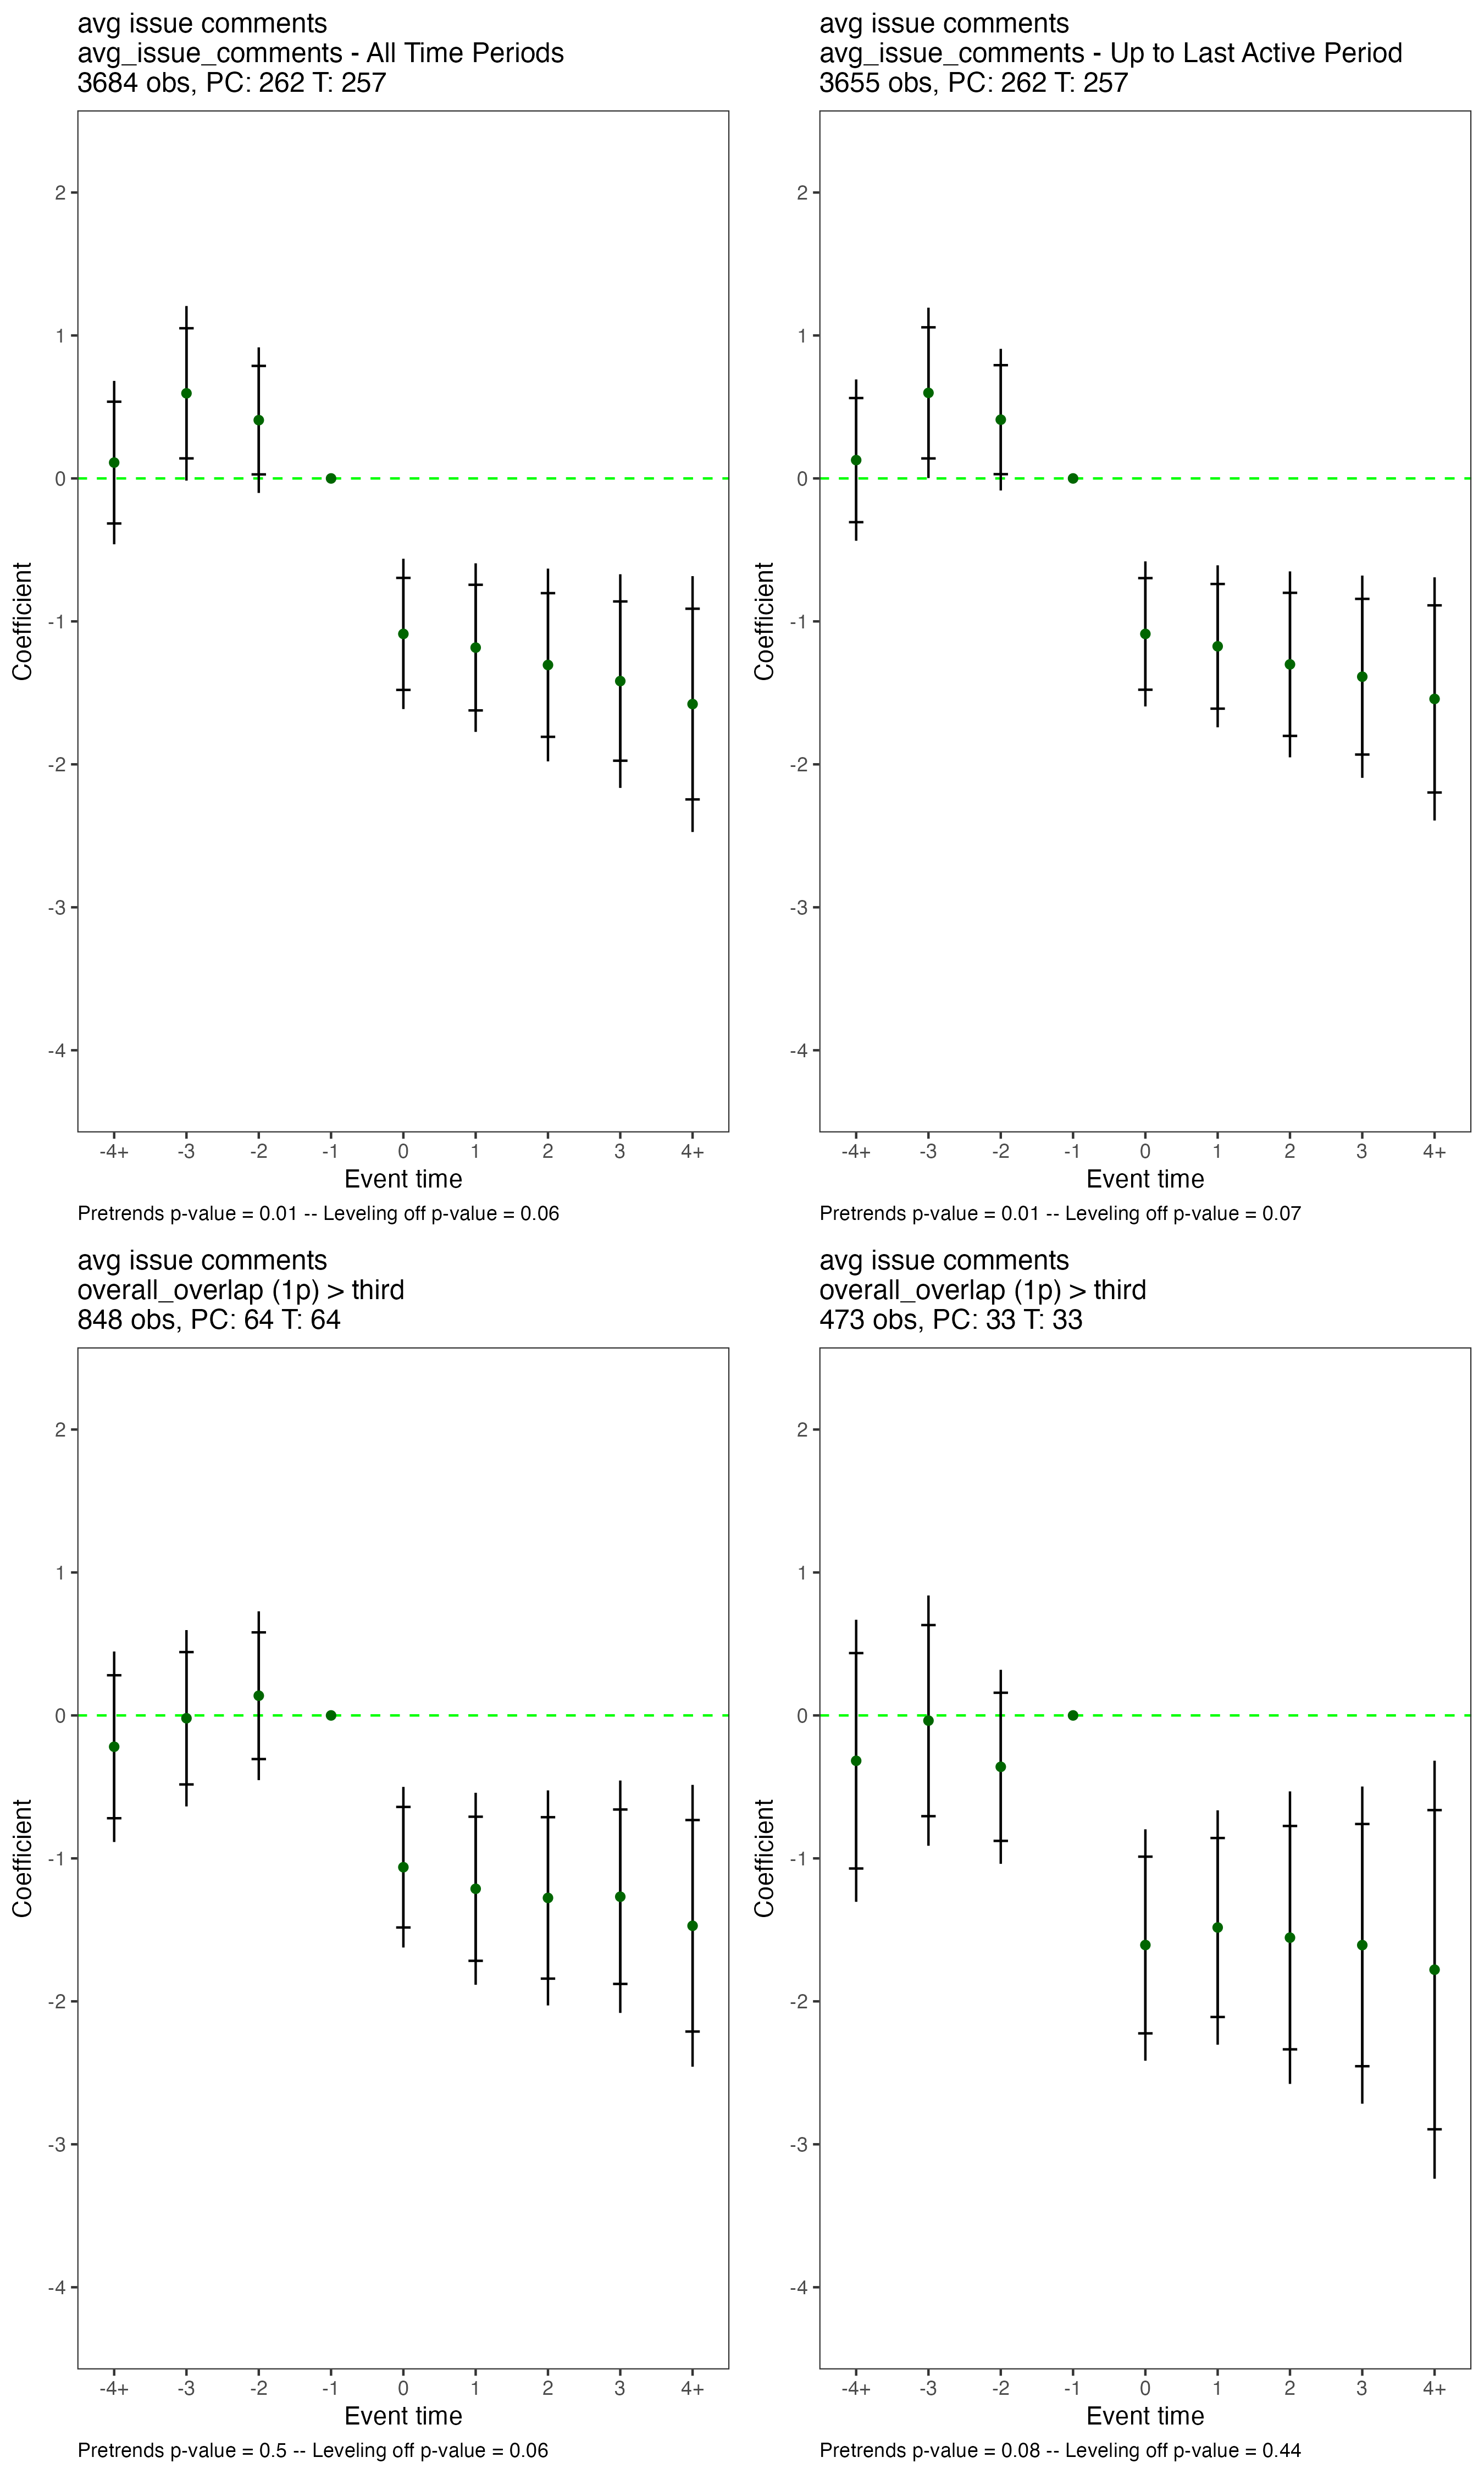 avg issue comments
avg_issue_comments - All Time Periods
3684 obs, PC: 262 T: 257
2
1
0
-1
-2
-3
-4
Coefficient
-4+ -3 -2 -1 0 1 2 3 4+
Event time
Pretrends p-value = 0.01 -- Leveling off p-value = 0.06
avg issue comments
avg_issue_comments - Up to Last Active Period
3655 obs, PC: 262 T: 257
2
1
0
-1
-2
-3
-4
Coefficient
-4+ -3 -2 -1 0 1 2 3 4+
Event time
Pretrends p-value = 0.01 -- Leveling off p-value = 0.07
avg issue comments
overall_overlap (1p) > third
848 obs, PC: 64 T: 64
2
1
0
-1
-2
-3
-4
Coefficient
-4+ -3 -2 -1 0 1 2 3 4+
Event time
Pretrends p-value = 0.5 -- Leveling off p-value = 0.06
avg issue comments
overall_overlap (1p) > third
473 obs, PC: 33 T: 33
2
1
0
-1
-2
-3
-4
Coefficient
-4+ -3 -2 -1 0 1 2 3 4+
Event time
Pretrends p-value = 0.08 -- Leveling off p-value = 0.44